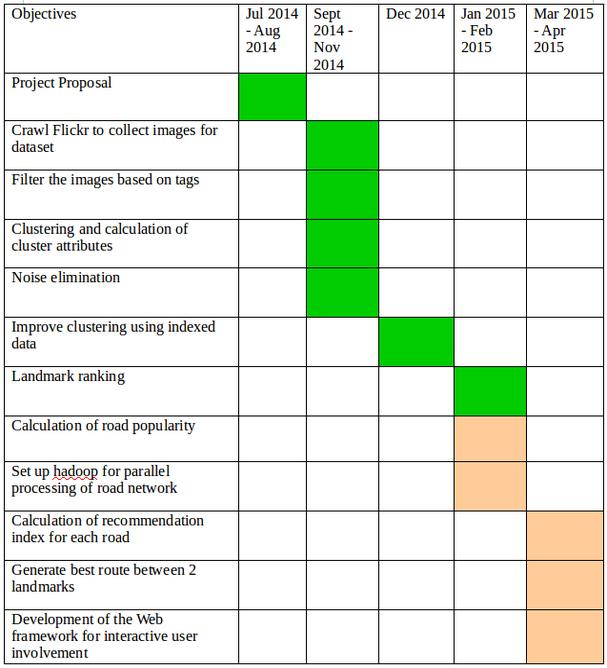 Objectives
Jul 2014
- Aug
2014
Sept
2014 -
Nov
2014
Dec 2014
Jan 2015
- Feb
2015
Mar 2015
- Apr
2015
Project Proposal
Crawl Flickr to collect images for
dataset
Filter the images based on tags
Clustering and calculation of
cluster attributes
Noise elimination
Improve clustering using indexed
data
Landmark ranking
Calculation of road popularity
Set up hadoop for parallel
processing of road network
Calculation of recommendation
index for each road
Generate best route between 2
landmarks
Development of the Web
framework for interactive user
involvement